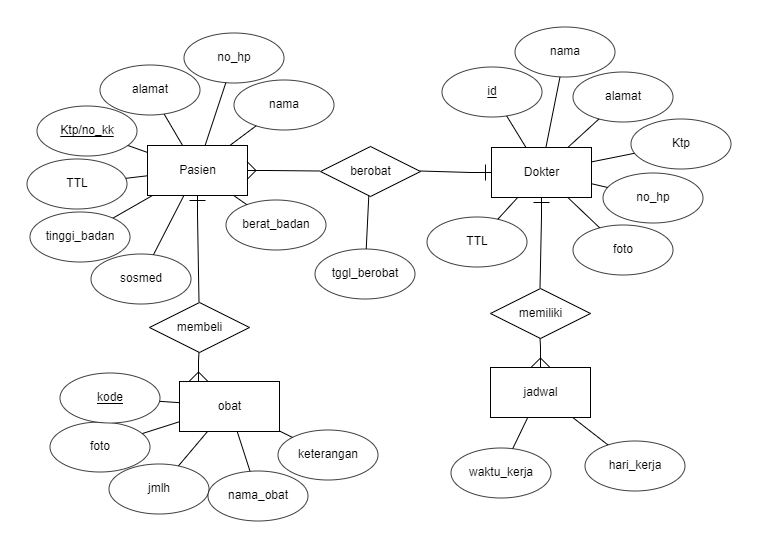 no_hp
nama
alamat
nama
id
alamat
Ktp/no_kk
Ktp
Pasien
berobat
Dokter
TTL
no_hp
berat_badan
tinggi_badan
TTL
foto
tggl_berobat
sosmed
memiliki
membeli
jadwal
kode
obat
foto
keterangan
hari_kerja
waktu_kerja
jmlh
nama_obat